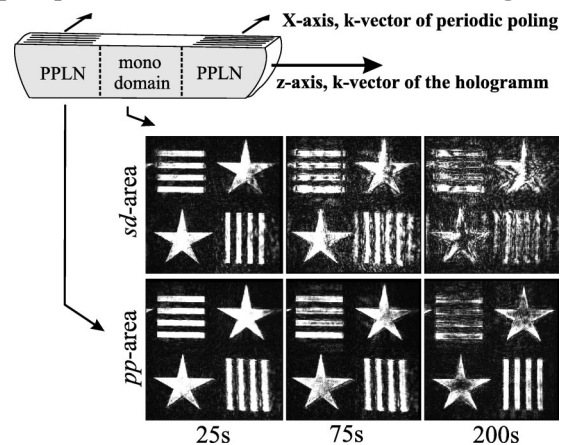 X-axis, k-vector of periodic poling
PPLN
mono
domain
PPLN
z-axis, k-vector of the hologramm
sd-area
pp-area
25s
75s
200s